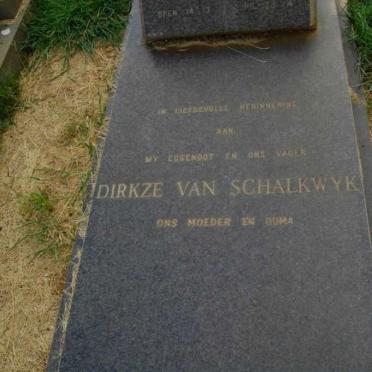 IN LIEFDEVOLLE HERINNERING
AAN
MY EGGENOOT EN ONS VADER
DIRKZE VAN SCHALKWYK
ONS MOEDER EN OUMA